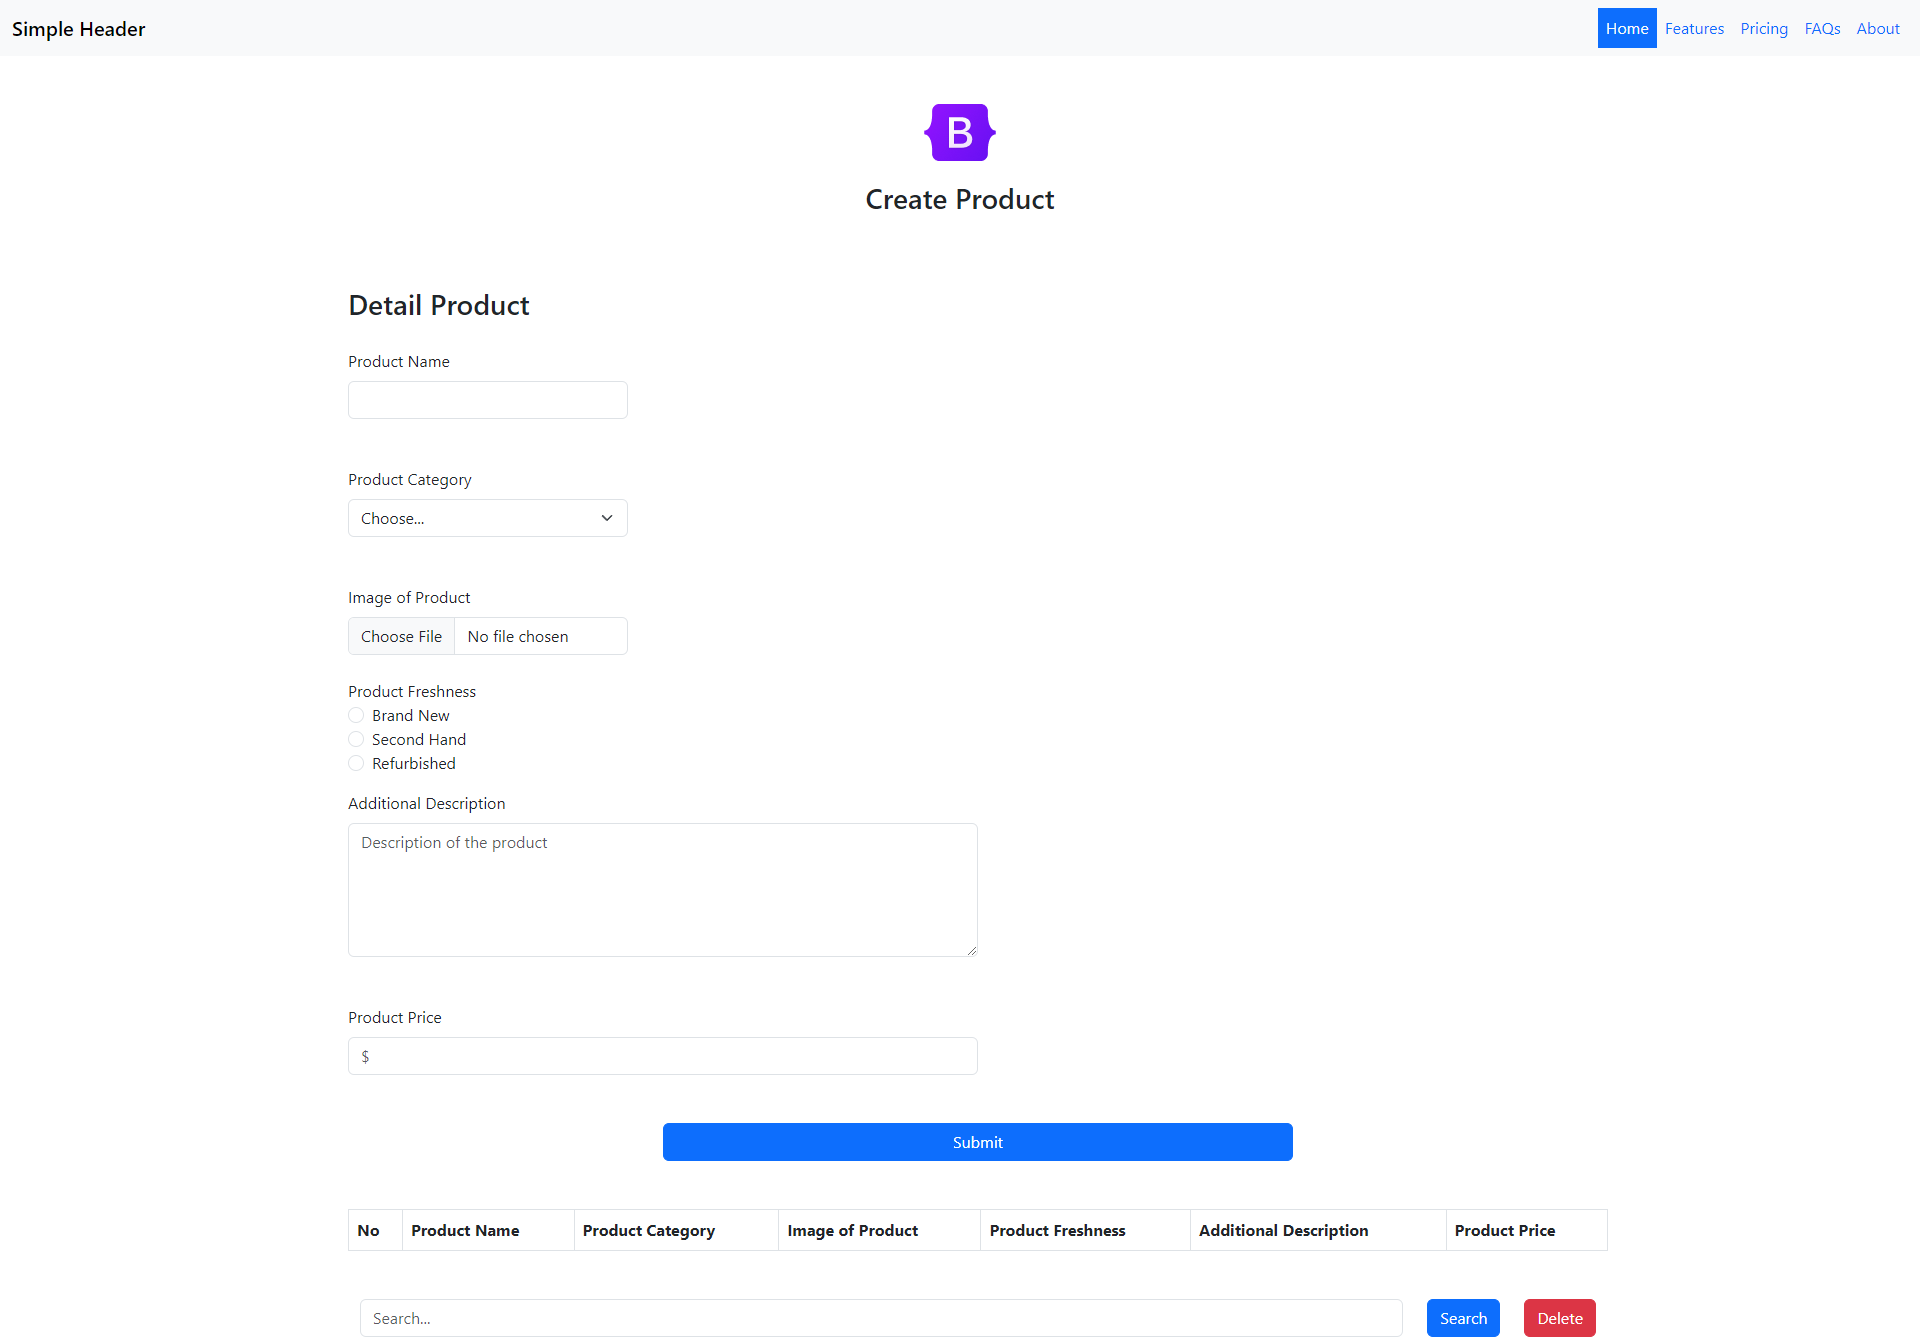 Simple Header
Home Features Pricing FAQs About
B
Create Product
Detail Product
Product Name
Product Category
Choose...
Image of Product
Choose File No file chosen
Product Freshness
Brand New
Second Hand
Refurbished
Additional Description
Description of the product
Product Price
$
Submit
No Product Name Product Category Image of Product Product Freshness Additional Description Product Price
Search... Search Delete